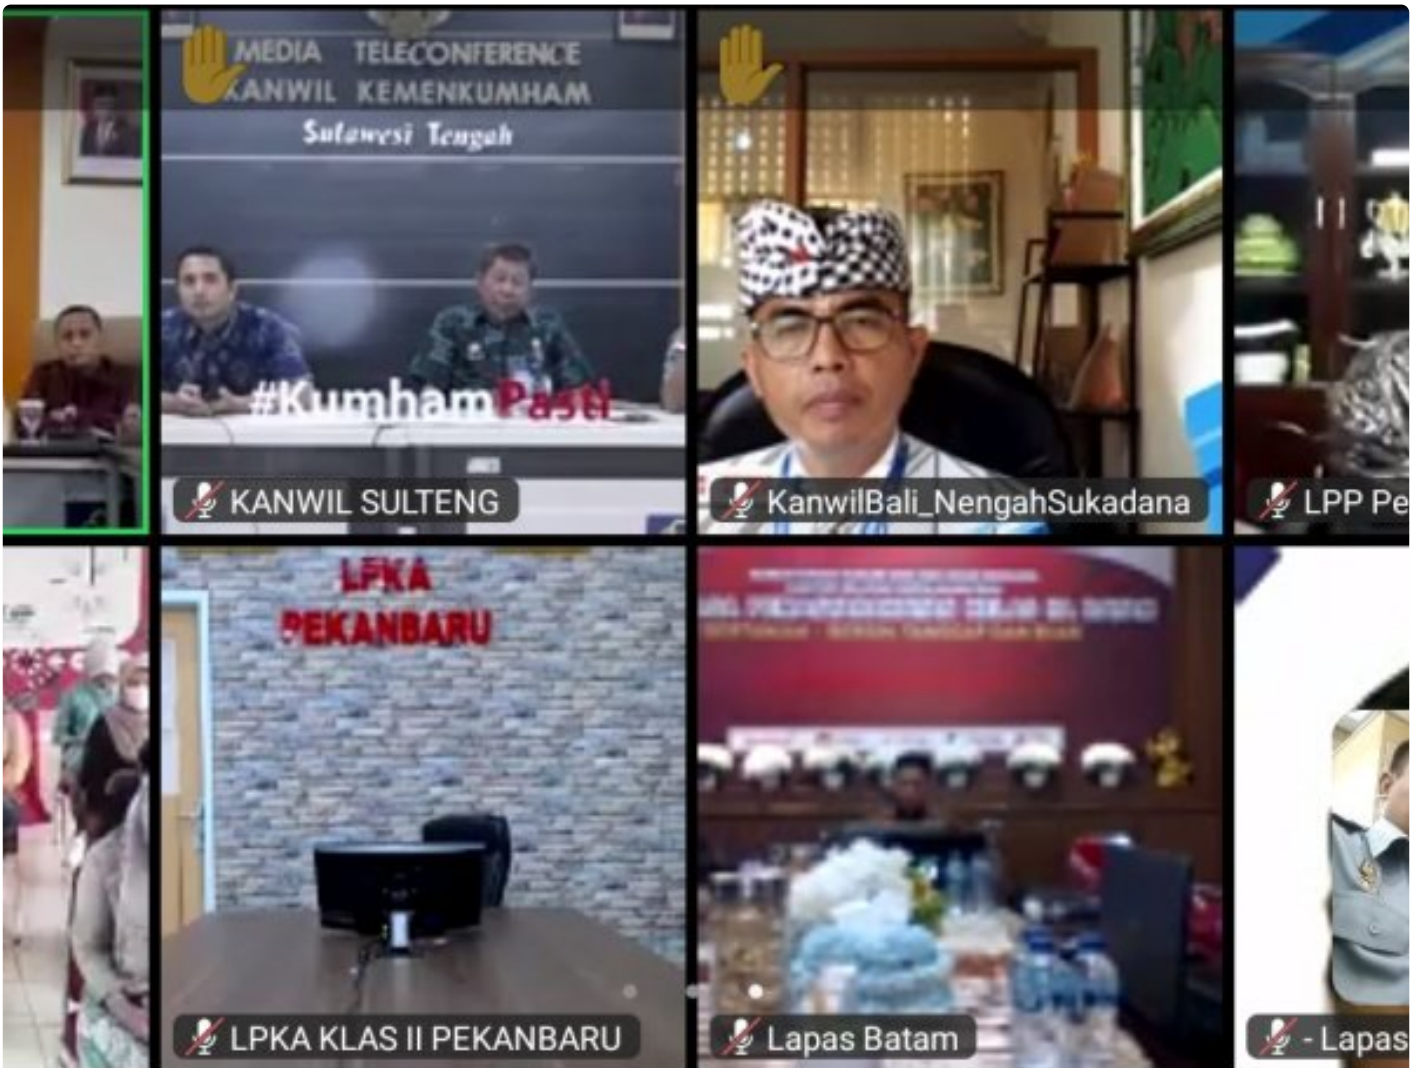 MEDIA TELECONFERENCE
KANWIL KEMENKUMHAM
Sulawesi Tengah
#KumhamPasti
KANWIL SULTENG
KanwilBali_NengahSukadana
LPP Pe
LPKA
PEKANBARU
LPKA KLAS II PEKANBARU
Lapas Batam
- Lapas